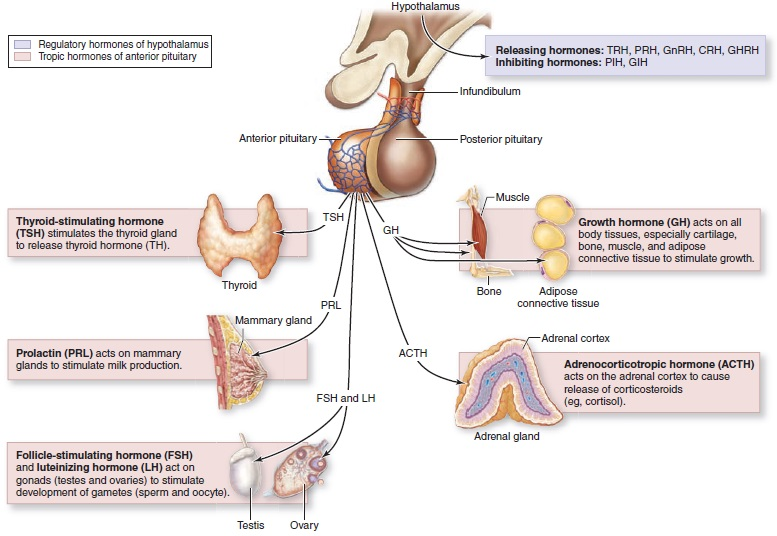 Hypothalamus
Regulatory hormones of hypothalamus
Tropic hormones of anterior pituitary
Releasing hormones: TRH, PRH, GnRH, CRH, GHRH
Inhibiting hormones: PIH, GIH
Infundibulum
Anterior pituitary
Posterior pituitary
Thyroid-stimulating hormone
(TSH) stimulates the thyroid gland
to release thyroid hormone (TH).
Thyroid
TSH
GH
Muscle
Bone
Adipose
connective tissue
Growth hormone (GH) acts on all
body tissues, especially cartilage,
bone, muscle, and adipose
connective tissue to stimulate growth.
PRL
Mammary gland
Prolactin (PRL) acts on mammary
glands to stimulate milk production.
ACTH
Adrenal cortex
Adrenocorticotropic hormone (ACTH)
acts on the adrenal cortex to cause
release of corticosteroids
(eg, cortisol).
Adrenal gland
FSH and LH
Follicle-stimulating hormone (FSH)
and luteinizing hormone (LH) act on
gonads (testes and ovaries) to stimulate
development of gametes (sperm and oocyte).
Testis
Ovary